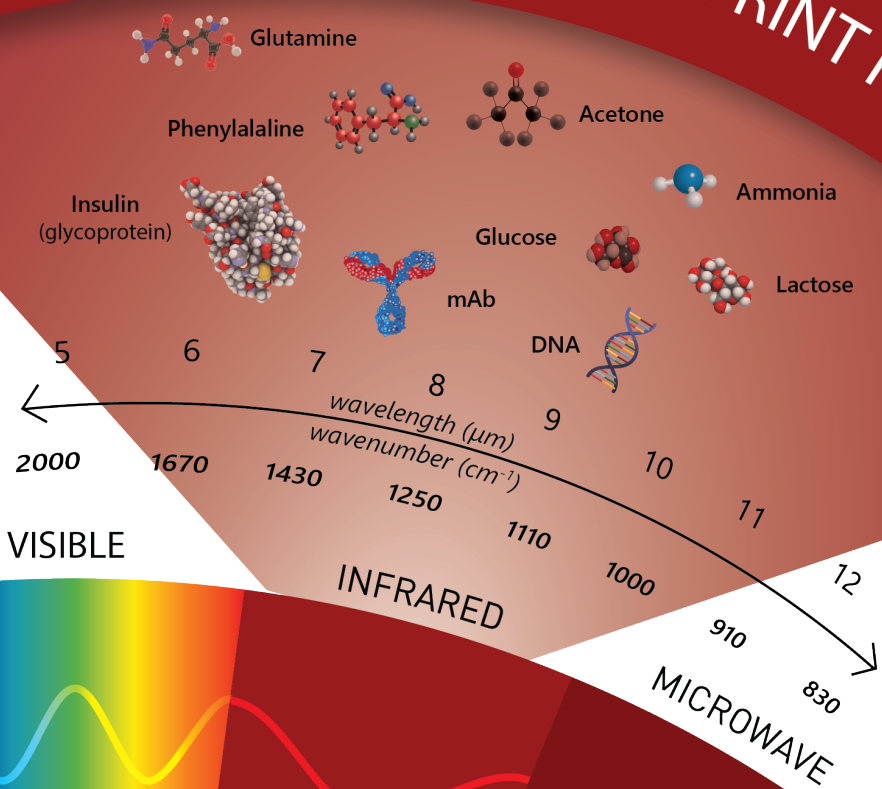 RINT
Glutamine
Phenylalaline
Acetone
Insulin
(glycoprotein)
Ammonia
Glucose
Lactose
mAb
DNA
5 6 7 8 9 10 11 12
wavelength (µm)
wavenumber (cm⁻¹)
2000 1670 1430 1250 1110 1000 910 830
VISIBLE
INFRARED
MICROWAVE